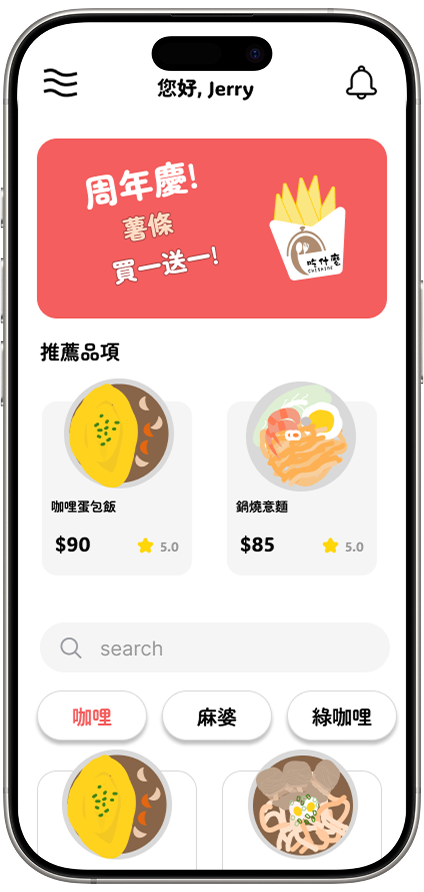 您好, Jerry
周年慶!
薯條
買一送一!
吃什麼
CUISHINE
推薦品項
咖哩蛋包飯
鍋燒意麵
$90
5.0
$85
5.0
search
咖哩
麻婆
綠咖哩